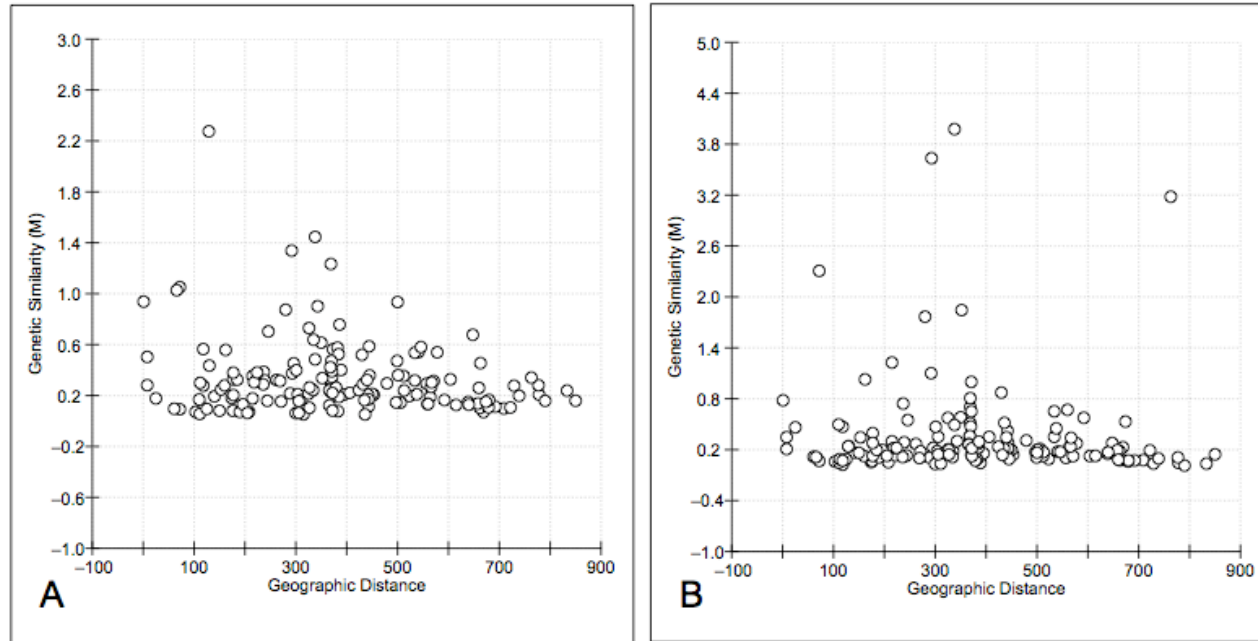 3.0
2.6
2.2
1.8
1.4
1.0
0.6
0.2
–0.2
–0.6
–1.0
Genetic Similarity (M)
–100 100 300 500 700 900
Geographic Distance
A
5.0
4.4
3.8
3.2
2.6
2.0
1.4
0.8
0.2
–0.4
–1.0
Genetic Similarity (M)
–100 100 300 500 700 900
Geographic Distance
B